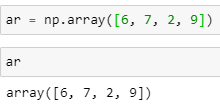 ar = np.array([6, 7, 2, 9])
ar
array([6, 7, 2, 9])